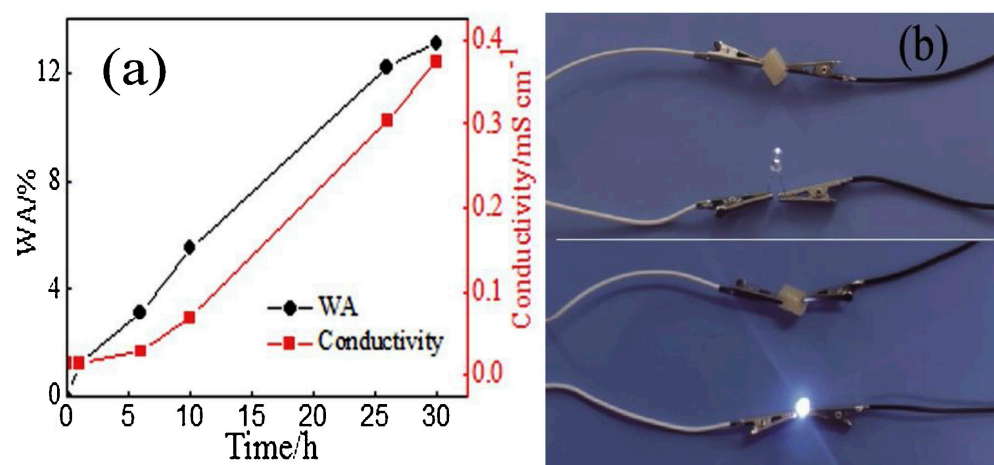 (a)
WA/%
12
8
4
0
0 5 10 15 20 25 30
Time/h
WA
Conductivity
0.4
0.3
0.2
0.1
0.0
Conductivity/mS cm⁻¹
(b)